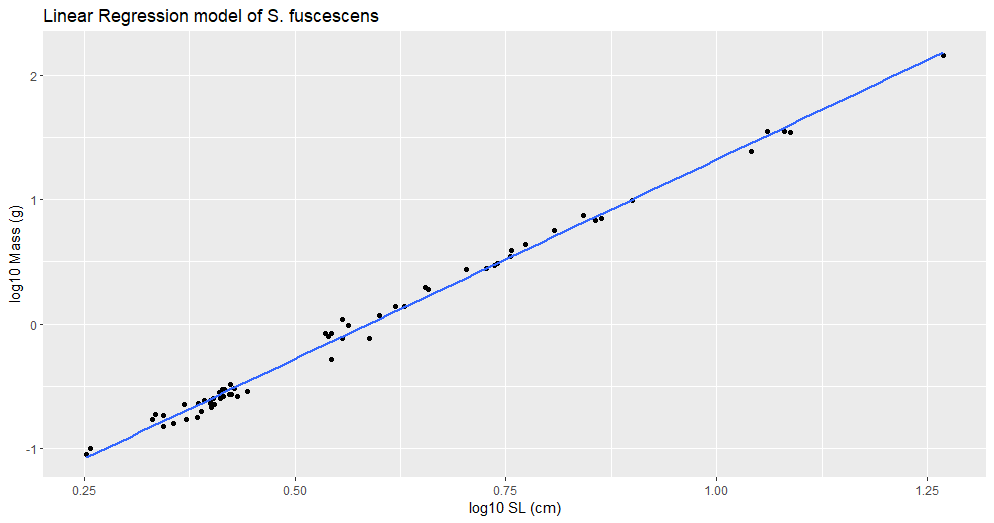 Linear Regression model of S. fuscescens
log10 Mass (g)
2
1
0
-1
0.25 0.50 0.75 1.00 1.25
log10 SL (cm)